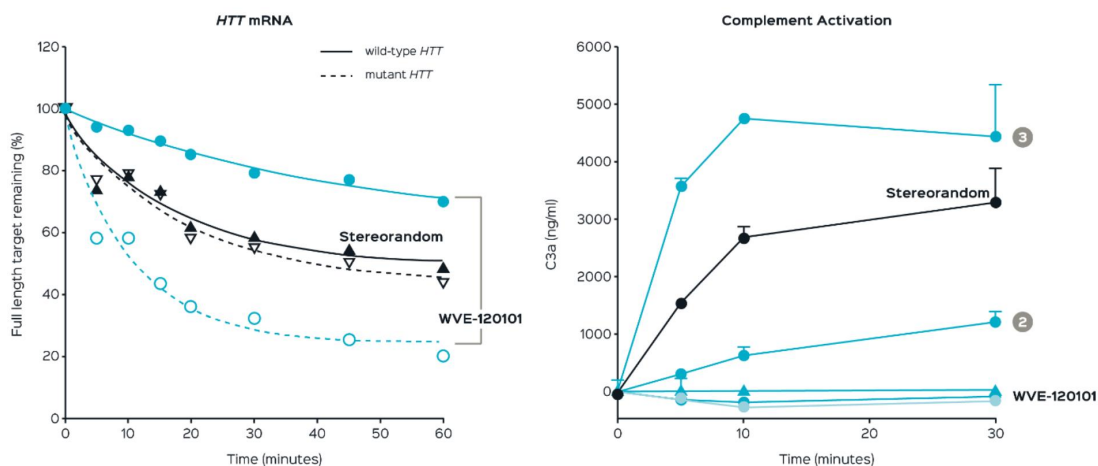 HTT mRNA
120
100
80
60
40
20
0
Full length target remaining (%)
wild-type HTT
mutant HTT
Stereorandom
WVE-120101
0
10
20
30
40
50
60
Time (minutes)
Complement Activation
6000
5000
4000
3000
2000
1000
0
C3a (ng/ml)
3
Stereorandom
2
WVE-120101
0
10
20
30
Time (minutes)